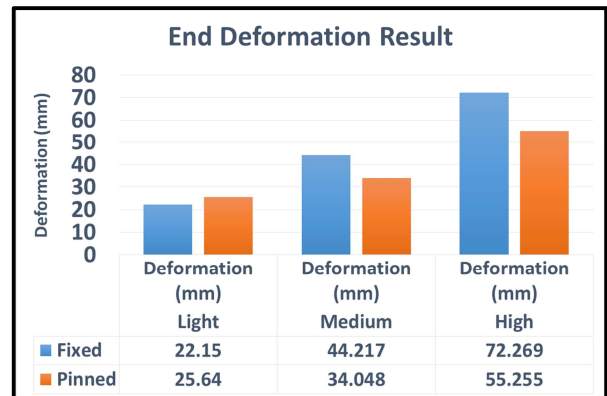 End Deformation Result
Deformation (mm)
80
70
60
50
40
30
20
10
0
Deformation (mm) Deformation (mm) Deformation (mm)
Light Medium High
Fixed 22.15 44.217 72.269
Pinned 25.64 34.048 55.255